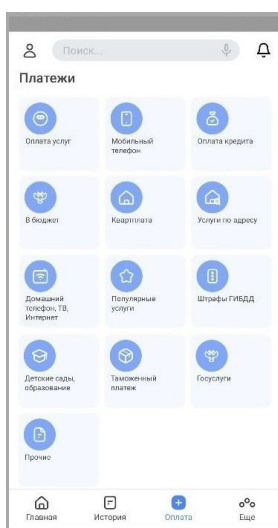 Поиск...
Платежи
Оплата услуг
Мобильный
телефон
Оплата кредита
В бюджет
Квартплата
Услуги по адресу
Домашний
телефон, ТВ,
Интернет
Популярные
услуги
Штрафы ГИБДД
Детские сады,
образование
Таможенный
платеж
Госуслуги
Прочие
Главная
История
Оплата
Еще